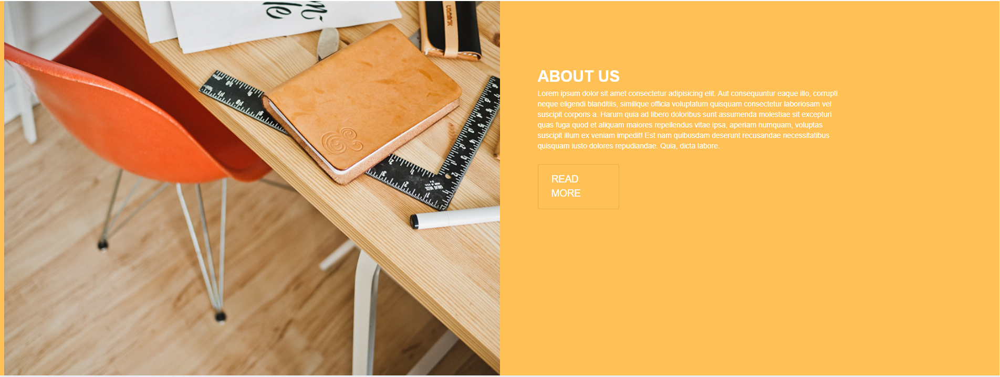 ABOUT US
Lorem ipsum dolor sit amet consectetur adipisicing elit. Aut consequuntur eaque illo, corrupti
neque eligendi blanditiis, similique officia voluptatum quisquam consectetur laboriosam vel
suscipit corporis a. Harum quia ad libero doloribus sunt assumenda molestiae sit excepturi
quas fuga quod et aliquam maiores repellendus vitae ipsa, aperiam numquam, voluptas
suscipit illum ex veniam impedit! Est nam quibusdam deserunt recusandae necessitatibus
quisquam iusto dolores repudiandae. Quia, dicta labore.
READ
MORE